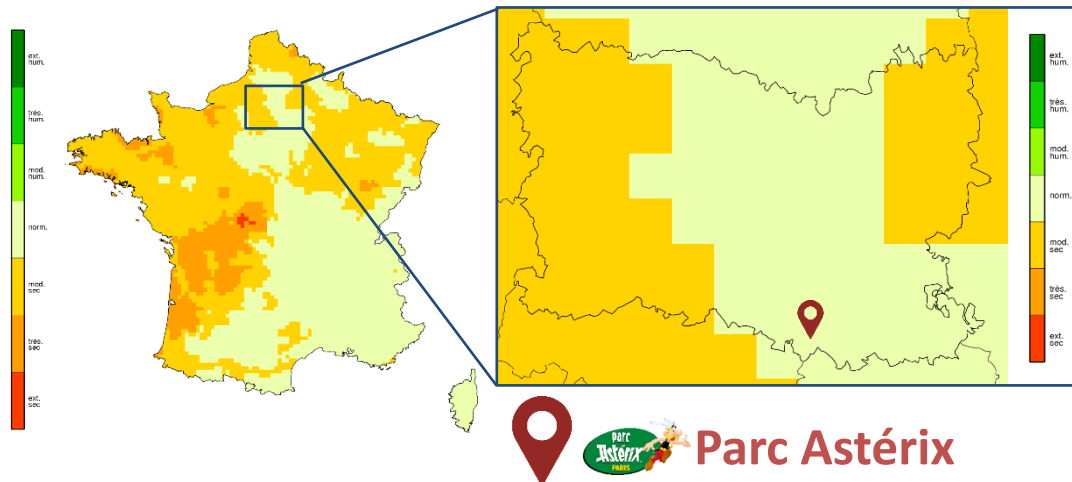 ext.
hum.
très.
hum.
mod.
hum.
norm.
mod.
sec
très.
sec
ext.
sec
ext.
hum.
très.
hum.
mod.
hum.
norm.
mod.
sec
très.
sec
ext.
sec
Parc
Astérix
PARIS
Parc Astérix